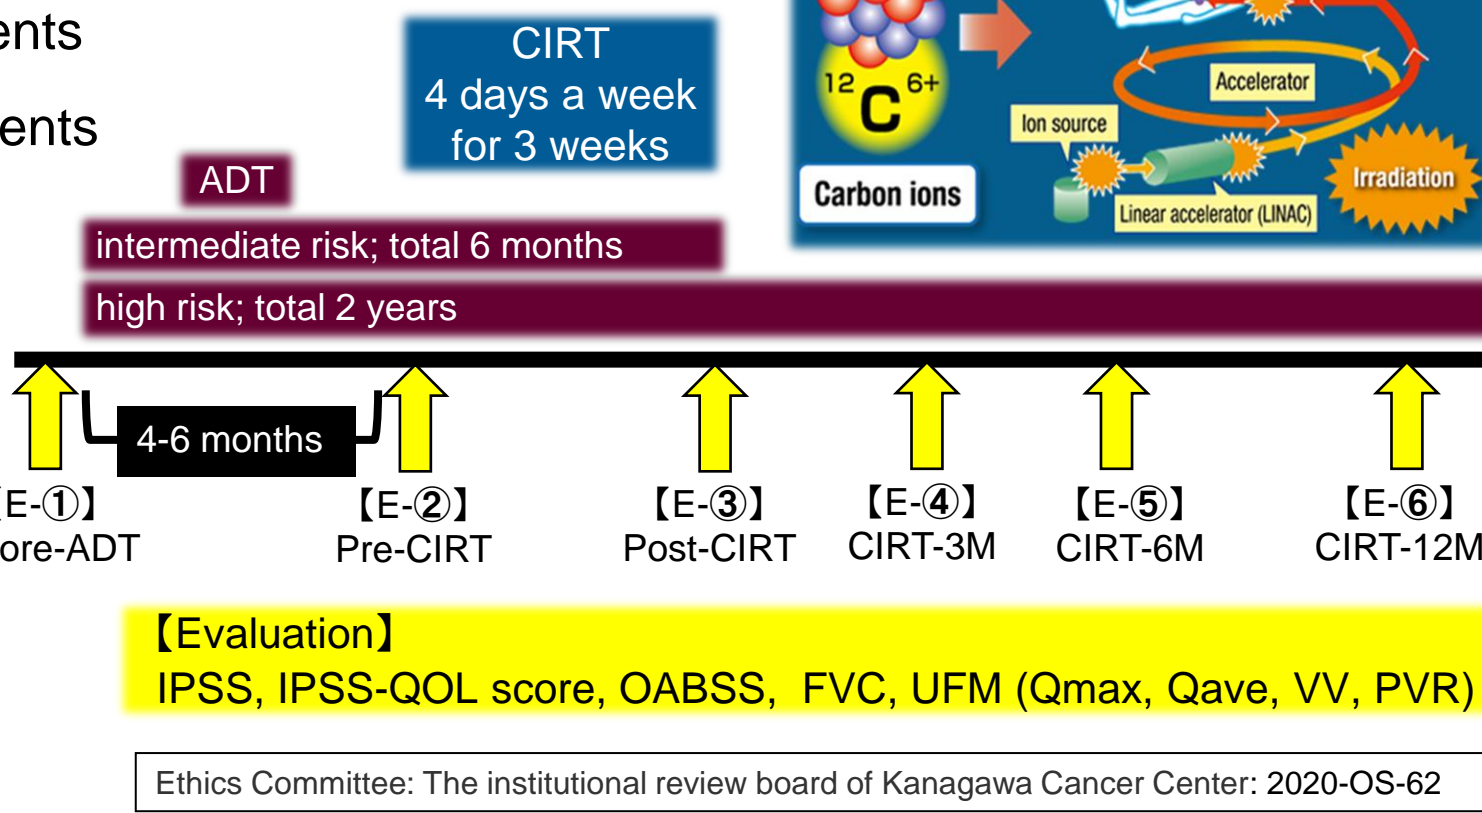 CIRT
4 days a week
for 3 weeks
ADT
intermediate risk; total 6 months
high risk; total 2 years
12 C 6+
Carbon ions
Accelerator
Ion source
Linear accelerator (LINAC)
Irradiation
4-6 months
E-①】
ore-ADT
【E-②】
Pre-CIRT
【E-③】
Post-CIRT
【E-④】
CIRT-3M
【E-⑤】
CIRT-6M
【E-⑥】
CIRT-12M
【Evaluation】
IPSS, IPSS-QOL score, OABSS, FVC, UFM (Qmax, Qave, VV, PVR)
Ethics Committee: The institutional review board of Kanagawa Cancer Center: 2020-OS-62